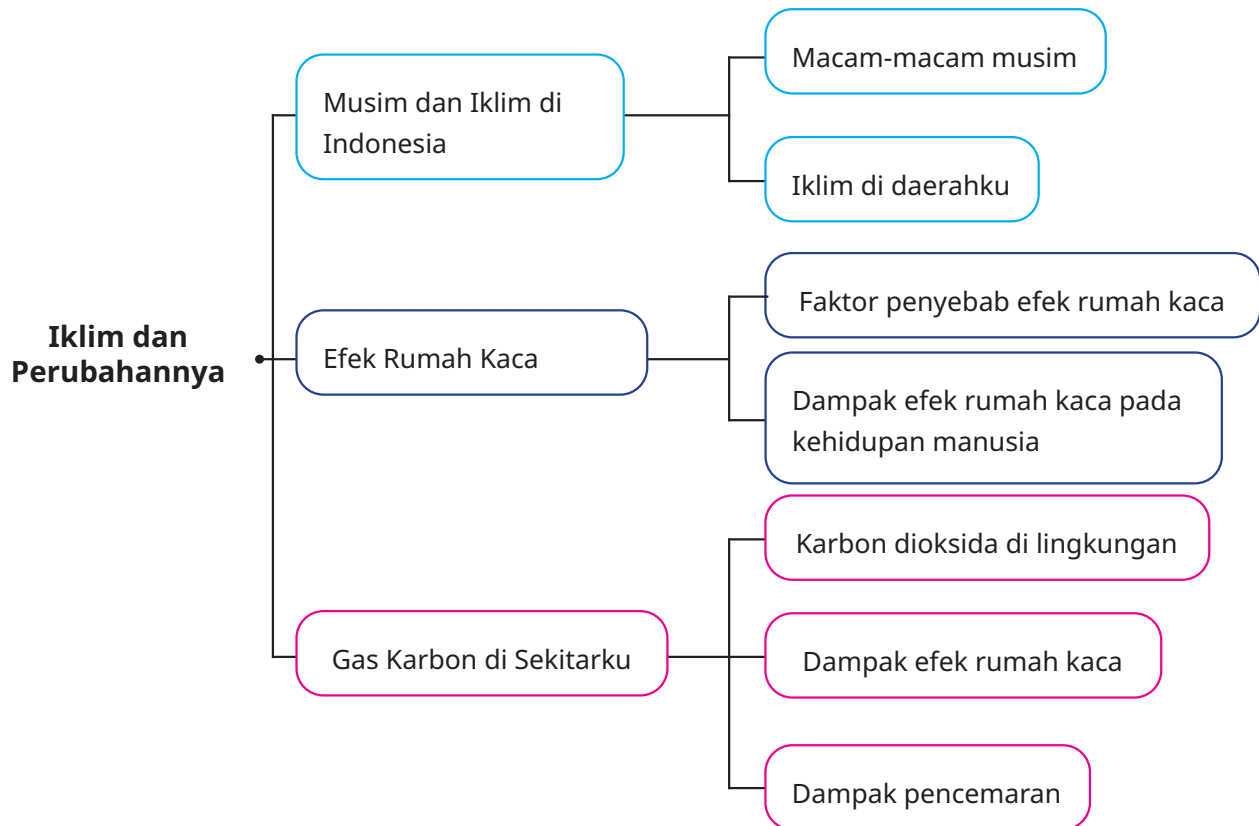 Iklim dan
Perubahannya
Musim dan Iklim di
Indonesia
Macam-macam musim
Iklim di daerahku
Efek Rumah Kaca
Faktor penyebab efek rumah kaca
Dampak efek rumah kaca pada
kehidupan manusia
Gas Karbon di Sekitarku
Karbon dioksida di lingkungan
Dampak efek rumah kaca
Dampak pencemaran